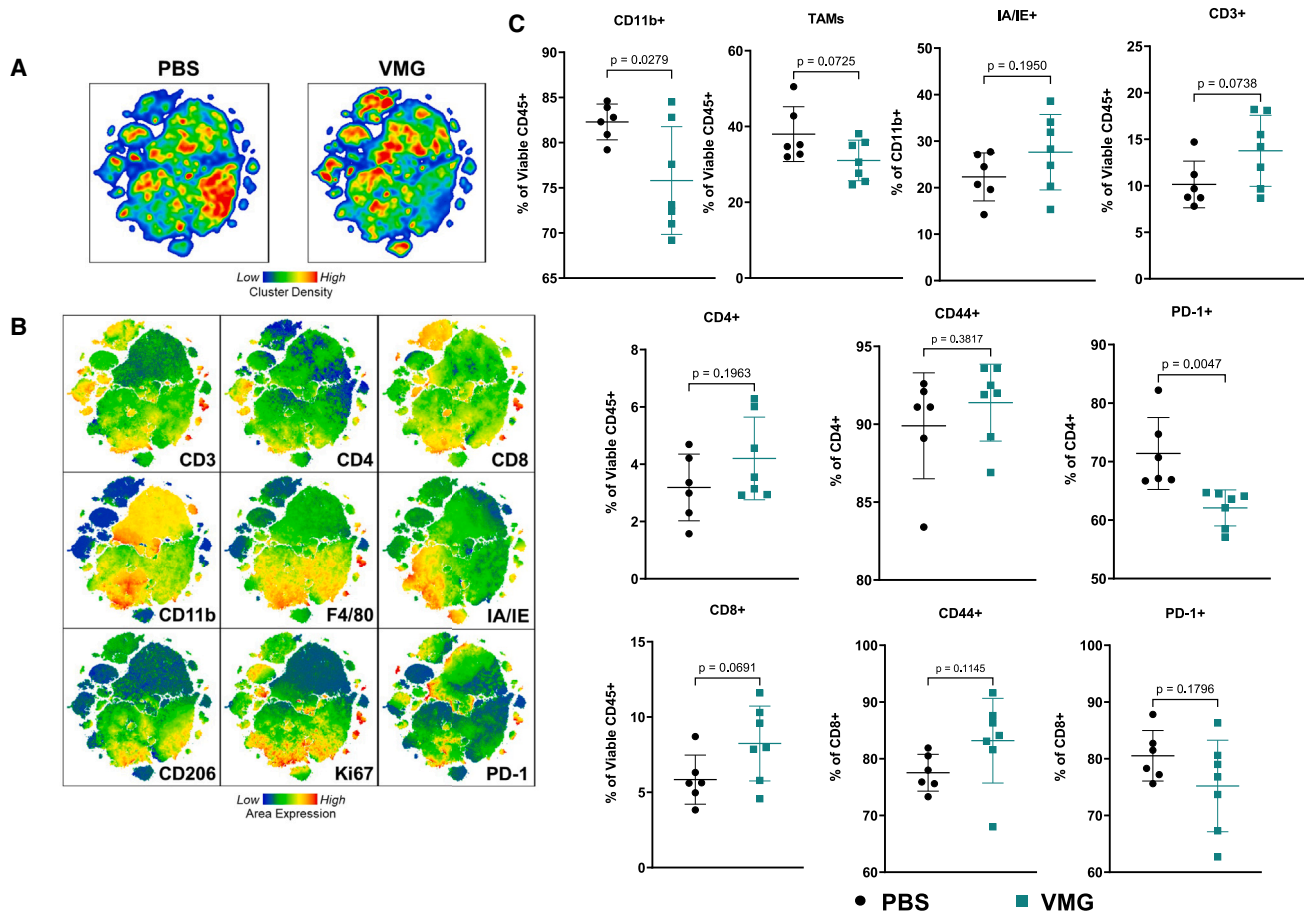 A
PBS
VMG
Low
High
Cluster Density
B
CD3
CD4
CD8
CD11b
F4/80
IA/IE
CD206
Ki67
PD-1
Low
High
Area Expression
C
CD11b+
% of Viable CD45+
90
85
80
75
70
65
p = 0.0279
TAMs
% of Viable CD45+
60
40
20
0
p = 0.0725
IA/IE+
% of CD11b+
50
40
30
20
10
0
p = 0.1950
CD3+
% of Viable CD45+
25
20
15
10
5
0
p = 0.0738
CD4+
% of Viable CD45+
8
6
4
2
0
p = 0.1963
CD44+
% of CD4+
95
90
85
80
p = 0.3817
PD-1+
% of CD4+
90
80
70
60
50
p = 0.0047
CD8+
% of Viable CD45+
15
10
5
0
p = 0.0691
CD44+
% of CD8+
100
90
80
70
60
p = 0.1145
PD-1+
% of CD8+
100
90
80
70
60
p = 0.1796
PBS
VMG